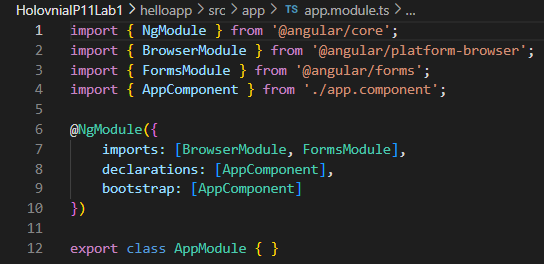 HolovniaIP11Lab1 > helloapp > src > app > TS app.module.ts > ...
1 import { NgModule } from '@angular/core';
2 import { BrowserModule } from '@angular/platform-browser';
3 import { FormsModule } from '@angular/forms';
4 import { AppComponent } from './app.component';
5
6 @NgModule({
7     imports: [BrowserModule, FormsModule],
8     declarations: [AppComponent],
9     bootstrap: [AppComponent]
10 })
11
12 export class AppModule { }